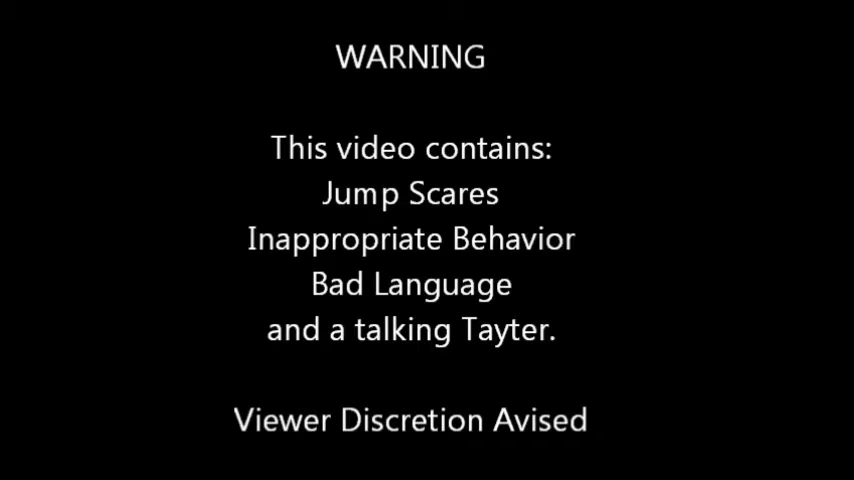 WARNING
This video contains:
Jump Scares
Inappropriate Behavior
Bad Language
and a talking Tayter.
Viewer Discretion Avised